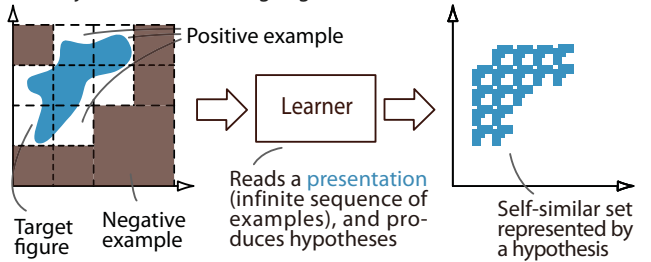 Positive example
Learner
Reads a presentation
(infinite sequence of
examples), and pro-
duces hypotheses
Target
figure
Negative
example
Self-similar set
represented by
a hypothesis